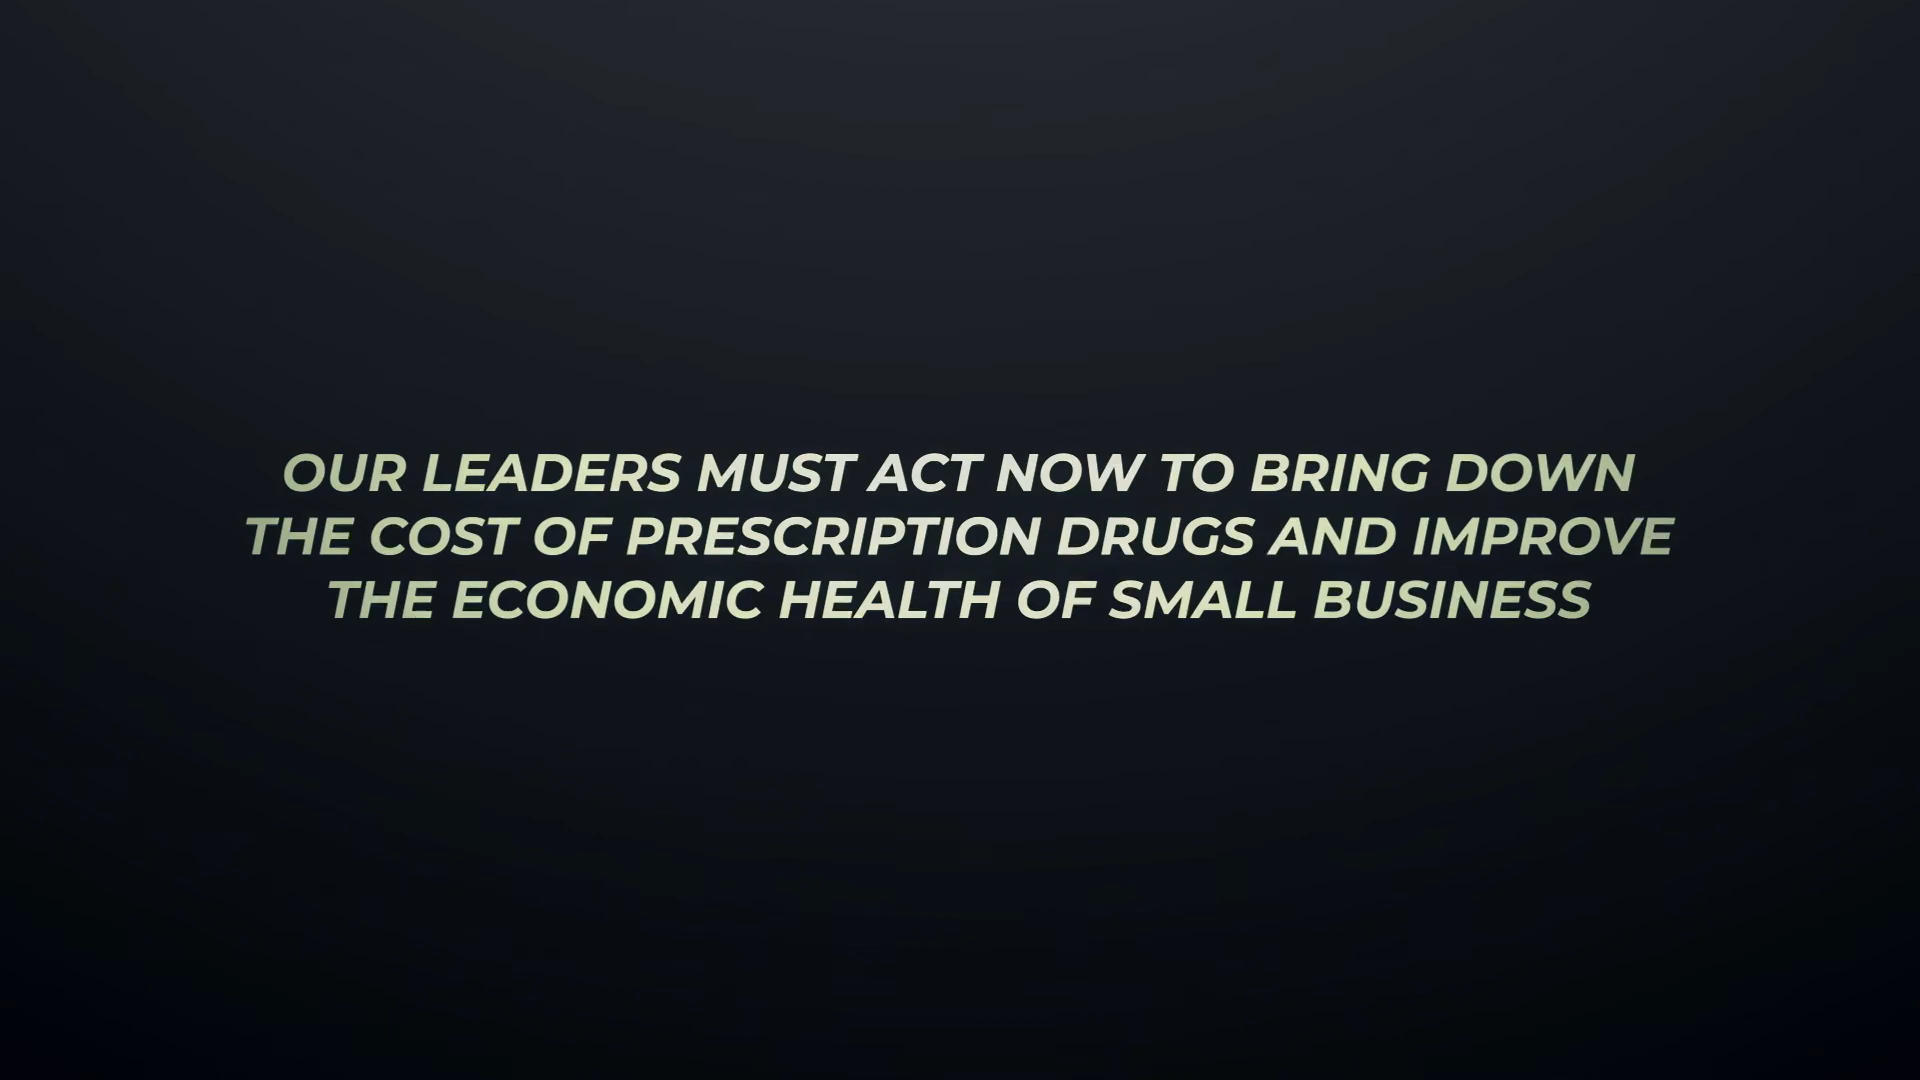 OUR LEADERS MUST ACT NOW TO BRING DOWN
THE COST OF PRESCRIPTION DRUGS AND IMPROVE
THE ECONOMIC HEALTH OF SMALL BUSINESS